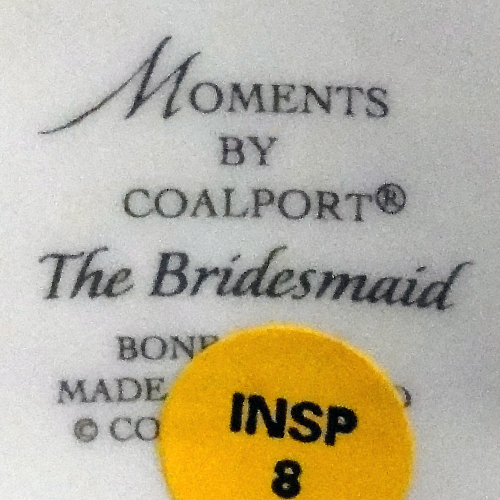 MOMENTS
BY
COALPORT®
The Bridesmaid
BONE
MADE
© CO
INSP
8